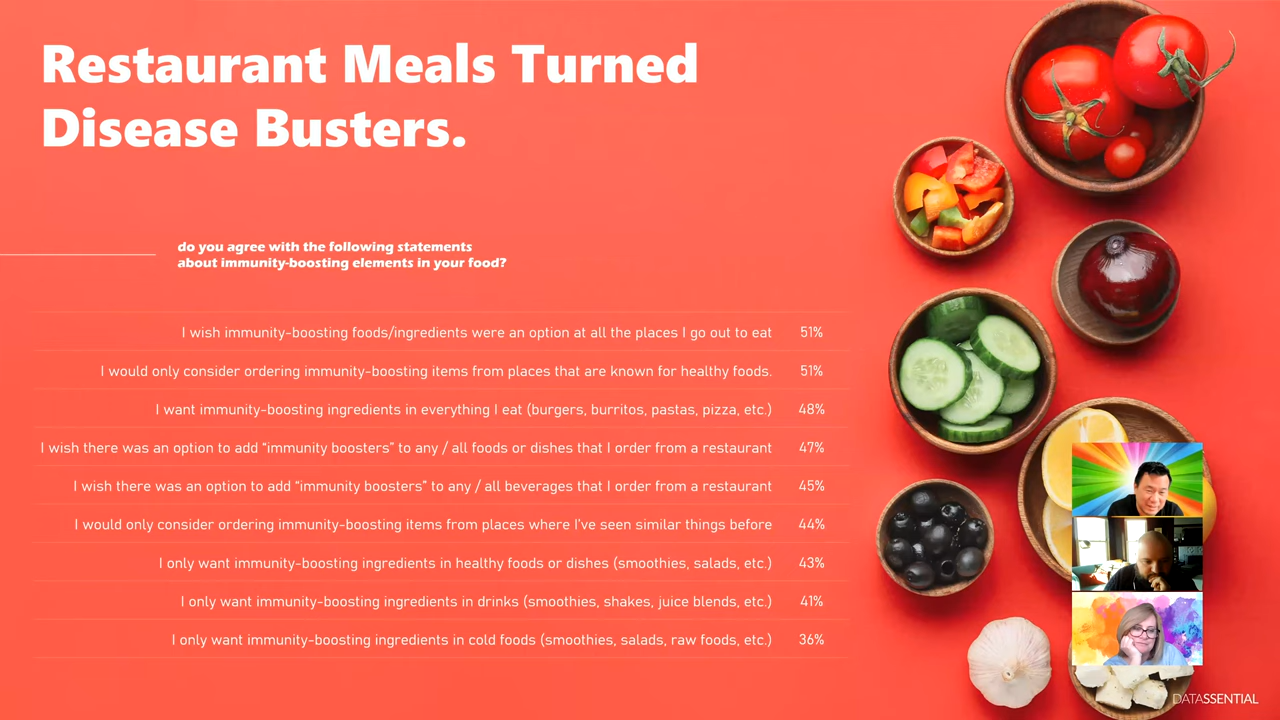 Restaurant Meals Turned
Disease Busters.
do you agree with the following statements
about immunity-boosting elements in your food?
I wish immunity-boosting foods/ingredients were an option at all the places I go out to eat 51%
I would only consider ordering immunity-boosting items from places that are known for healthy foods. 51%
I want immunity-boosting ingredients in everything I eat (burgers, burritos, pastas, pizza, etc.) 48%
I wish there was an option to add “immunity boosters” to any / all foods or dishes that I order from a restaurant 47%
I wish there was an option to add “immunity boosters” to any / all beverages that I order from a restaurant 45%
I would only consider ordering immunity-boosting items from places where I've seen similar things before 44%
I only want immunity-boosting ingredients in healthy foods or dishes (smoothies, salads, etc.) 43%
I only want immunity-boosting ingredients in drinks (smoothies, shakes, juice blends, etc.) 41%
I only want immunity-boosting ingredients in cold foods (smoothies, salads, raw foods, etc.) 36%
DATASSENTIAL